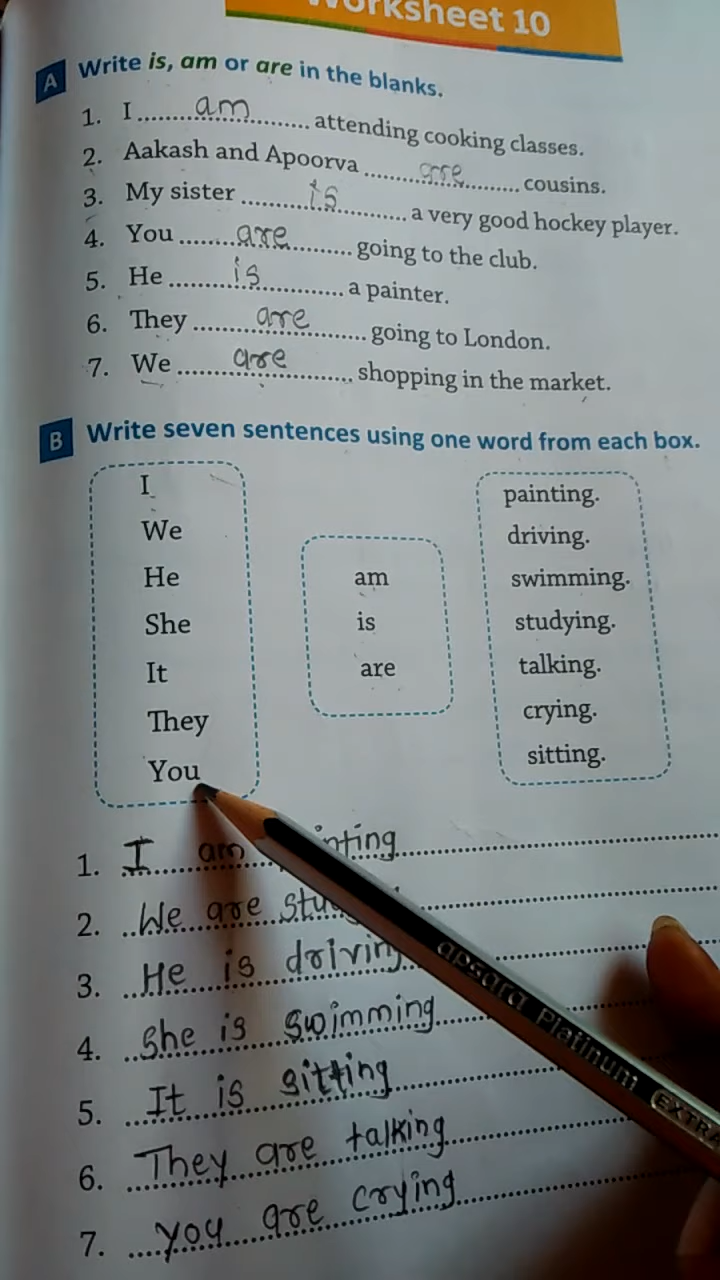 Worksheet 10
A Write is, am or are in the blanks.
1. I ....am.... attending cooking classes.
2. Aakash and Apoorva ....are.... cousins.
3. My sister ....is.... a very good hockey player.
4. You ....are.... going to the club.
5. He ....is.... a painter.
6. They ....are.... going to London.
7. We ....are.... shopping in the market.
B Write seven sentences using one word from each box.
I
We
He
She
It
They
You
am
is
are
painting.
driving.
swimming.
studying.
talking.
crying.
sitting.
1. I am
2. We are
3. He is driving
4. She is swimming
5. It is sitting
6. They are talking
7. you are crying
apsara Platinum EXTRA